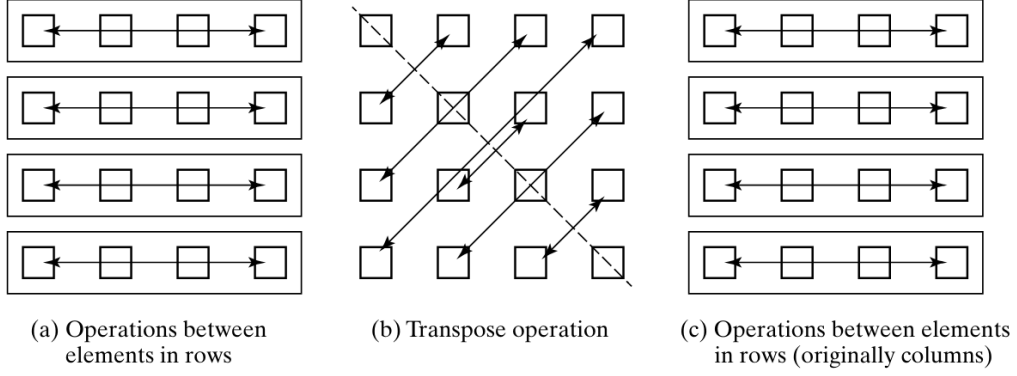 (a) Operations between
elements in rows
(b) Transpose operation
(c) Operations between elements
in rows (originally columns)